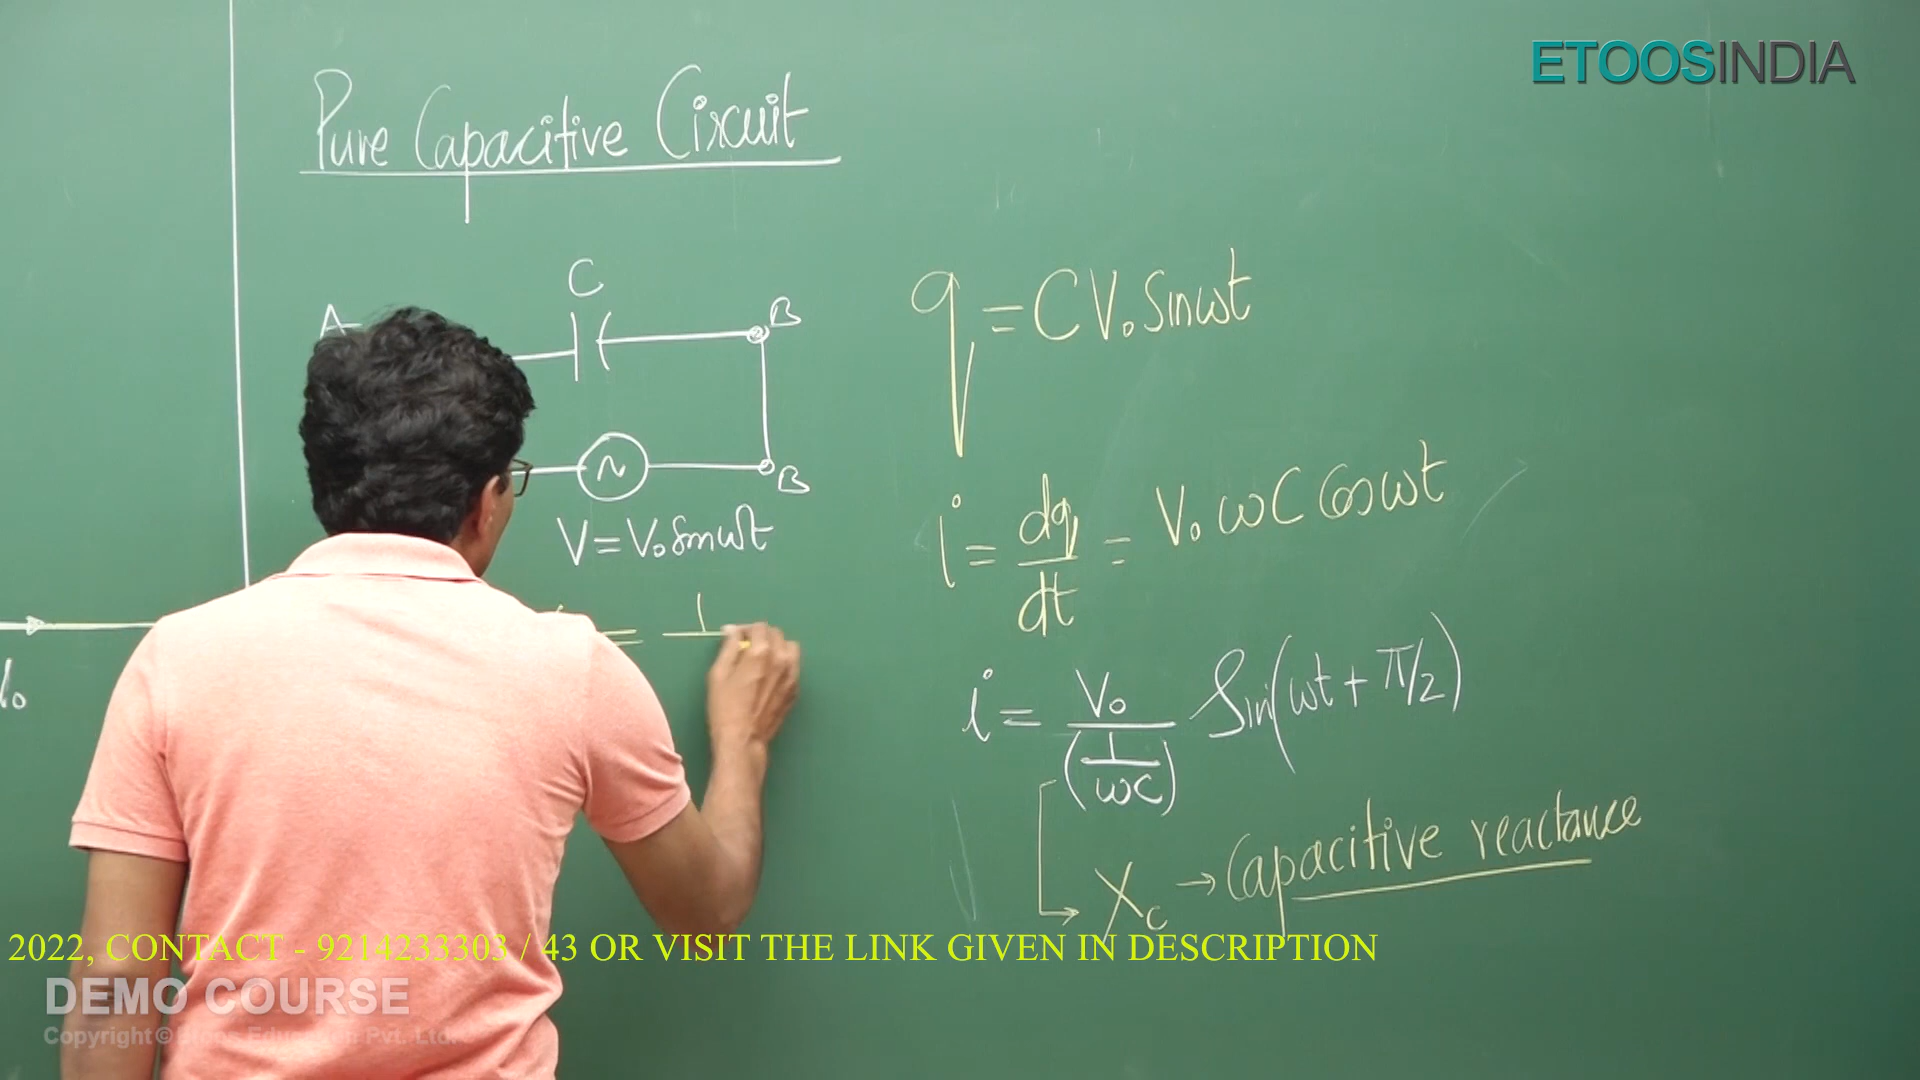 ETOOSINDIA
Pure Capacitive Circuit
C
A
B
q = CV₀ Sinωt
~
B
V = V₀ Sinωt
i = dq/dt = V₀ ωC Cosωt
= 1
i = V₀/(1/ωC) Sin(ωt + π/2)
X_C → Capacitive reactance
2022, CONTACT - 9214233303 / 43 OR VISIT THE LINK GIVEN IN DESCRIPTION
DEMO COURSE
Copyright © Etoos Education Pvt. Ltd.